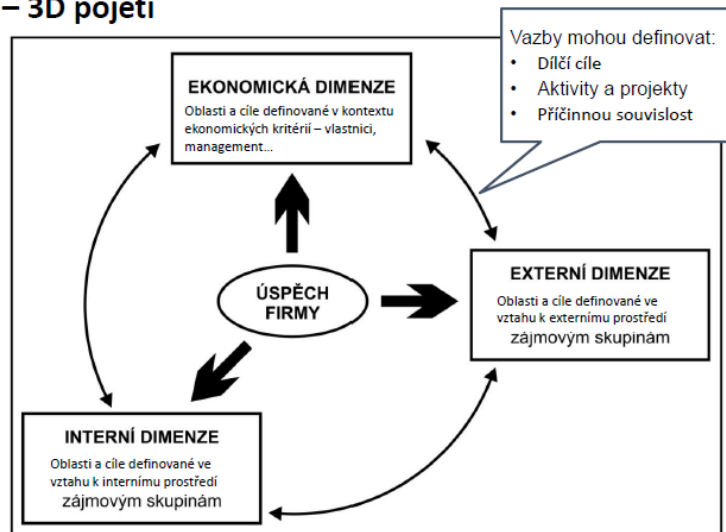 – 3D pojetí
Vazby mohou definovat:
• Dílčí cíle
• Aktivity a projekty
• Příčinnou souvislost
EKONOMICKÁ DIMENZE
Oblasti a cíle definované v kontextu
ekonomických kritérií – vlastnici,
management...
ÚSPĚCH
FIRMY
EXTERNÍ DIMENZE
Oblasti a cíle definované ve
vztahu k externímu prostředí
zájmovým skupinám
INTERNÍ DIMENZE
Oblasti a cíle definované ve
vztahu k internímu prostředí
zájmovým skupinám